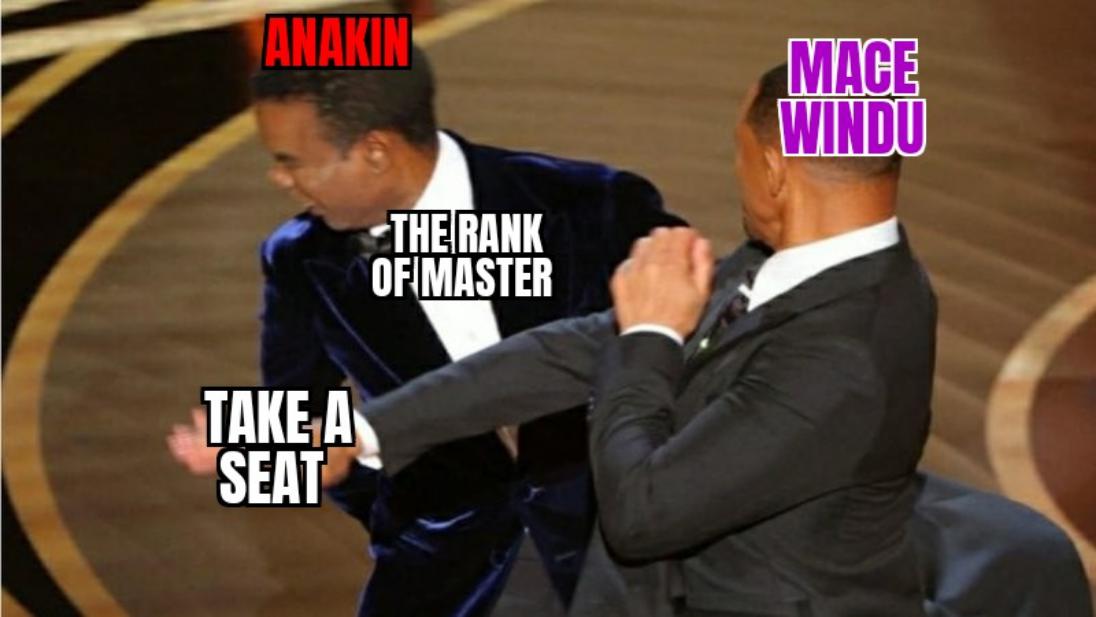 ANAKIN
MACE
WINDU
THE RANK
OF MASTER
TAKE A
SEAT